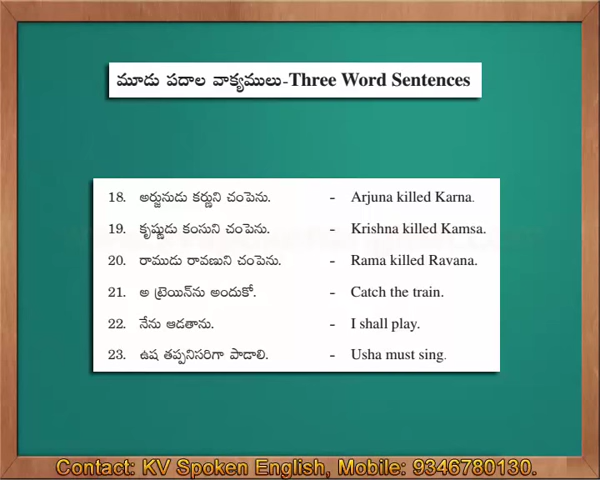 మూడు పదాల వాక్యములు-Three Word Sentences
18. అర్జునుడు కర్ణుని చంపెను. - Arjuna killed Karna.
19. కృష్ణుడు కంసుని చంపెను. - Krishna killed Kamsa.
20. రాముడు రావణుని చంపెను. - Rama killed Ravana.
21. అ ట్రెయిన్‌ను అందుకో. - Catch the train.
22. నేను ఆడతాను. - I shall play.
23. ఉష తప్పనిసరిగా పాడాలి. - Usha must sing.
Contact: KV Spoken English, Mobile: 9346780130.